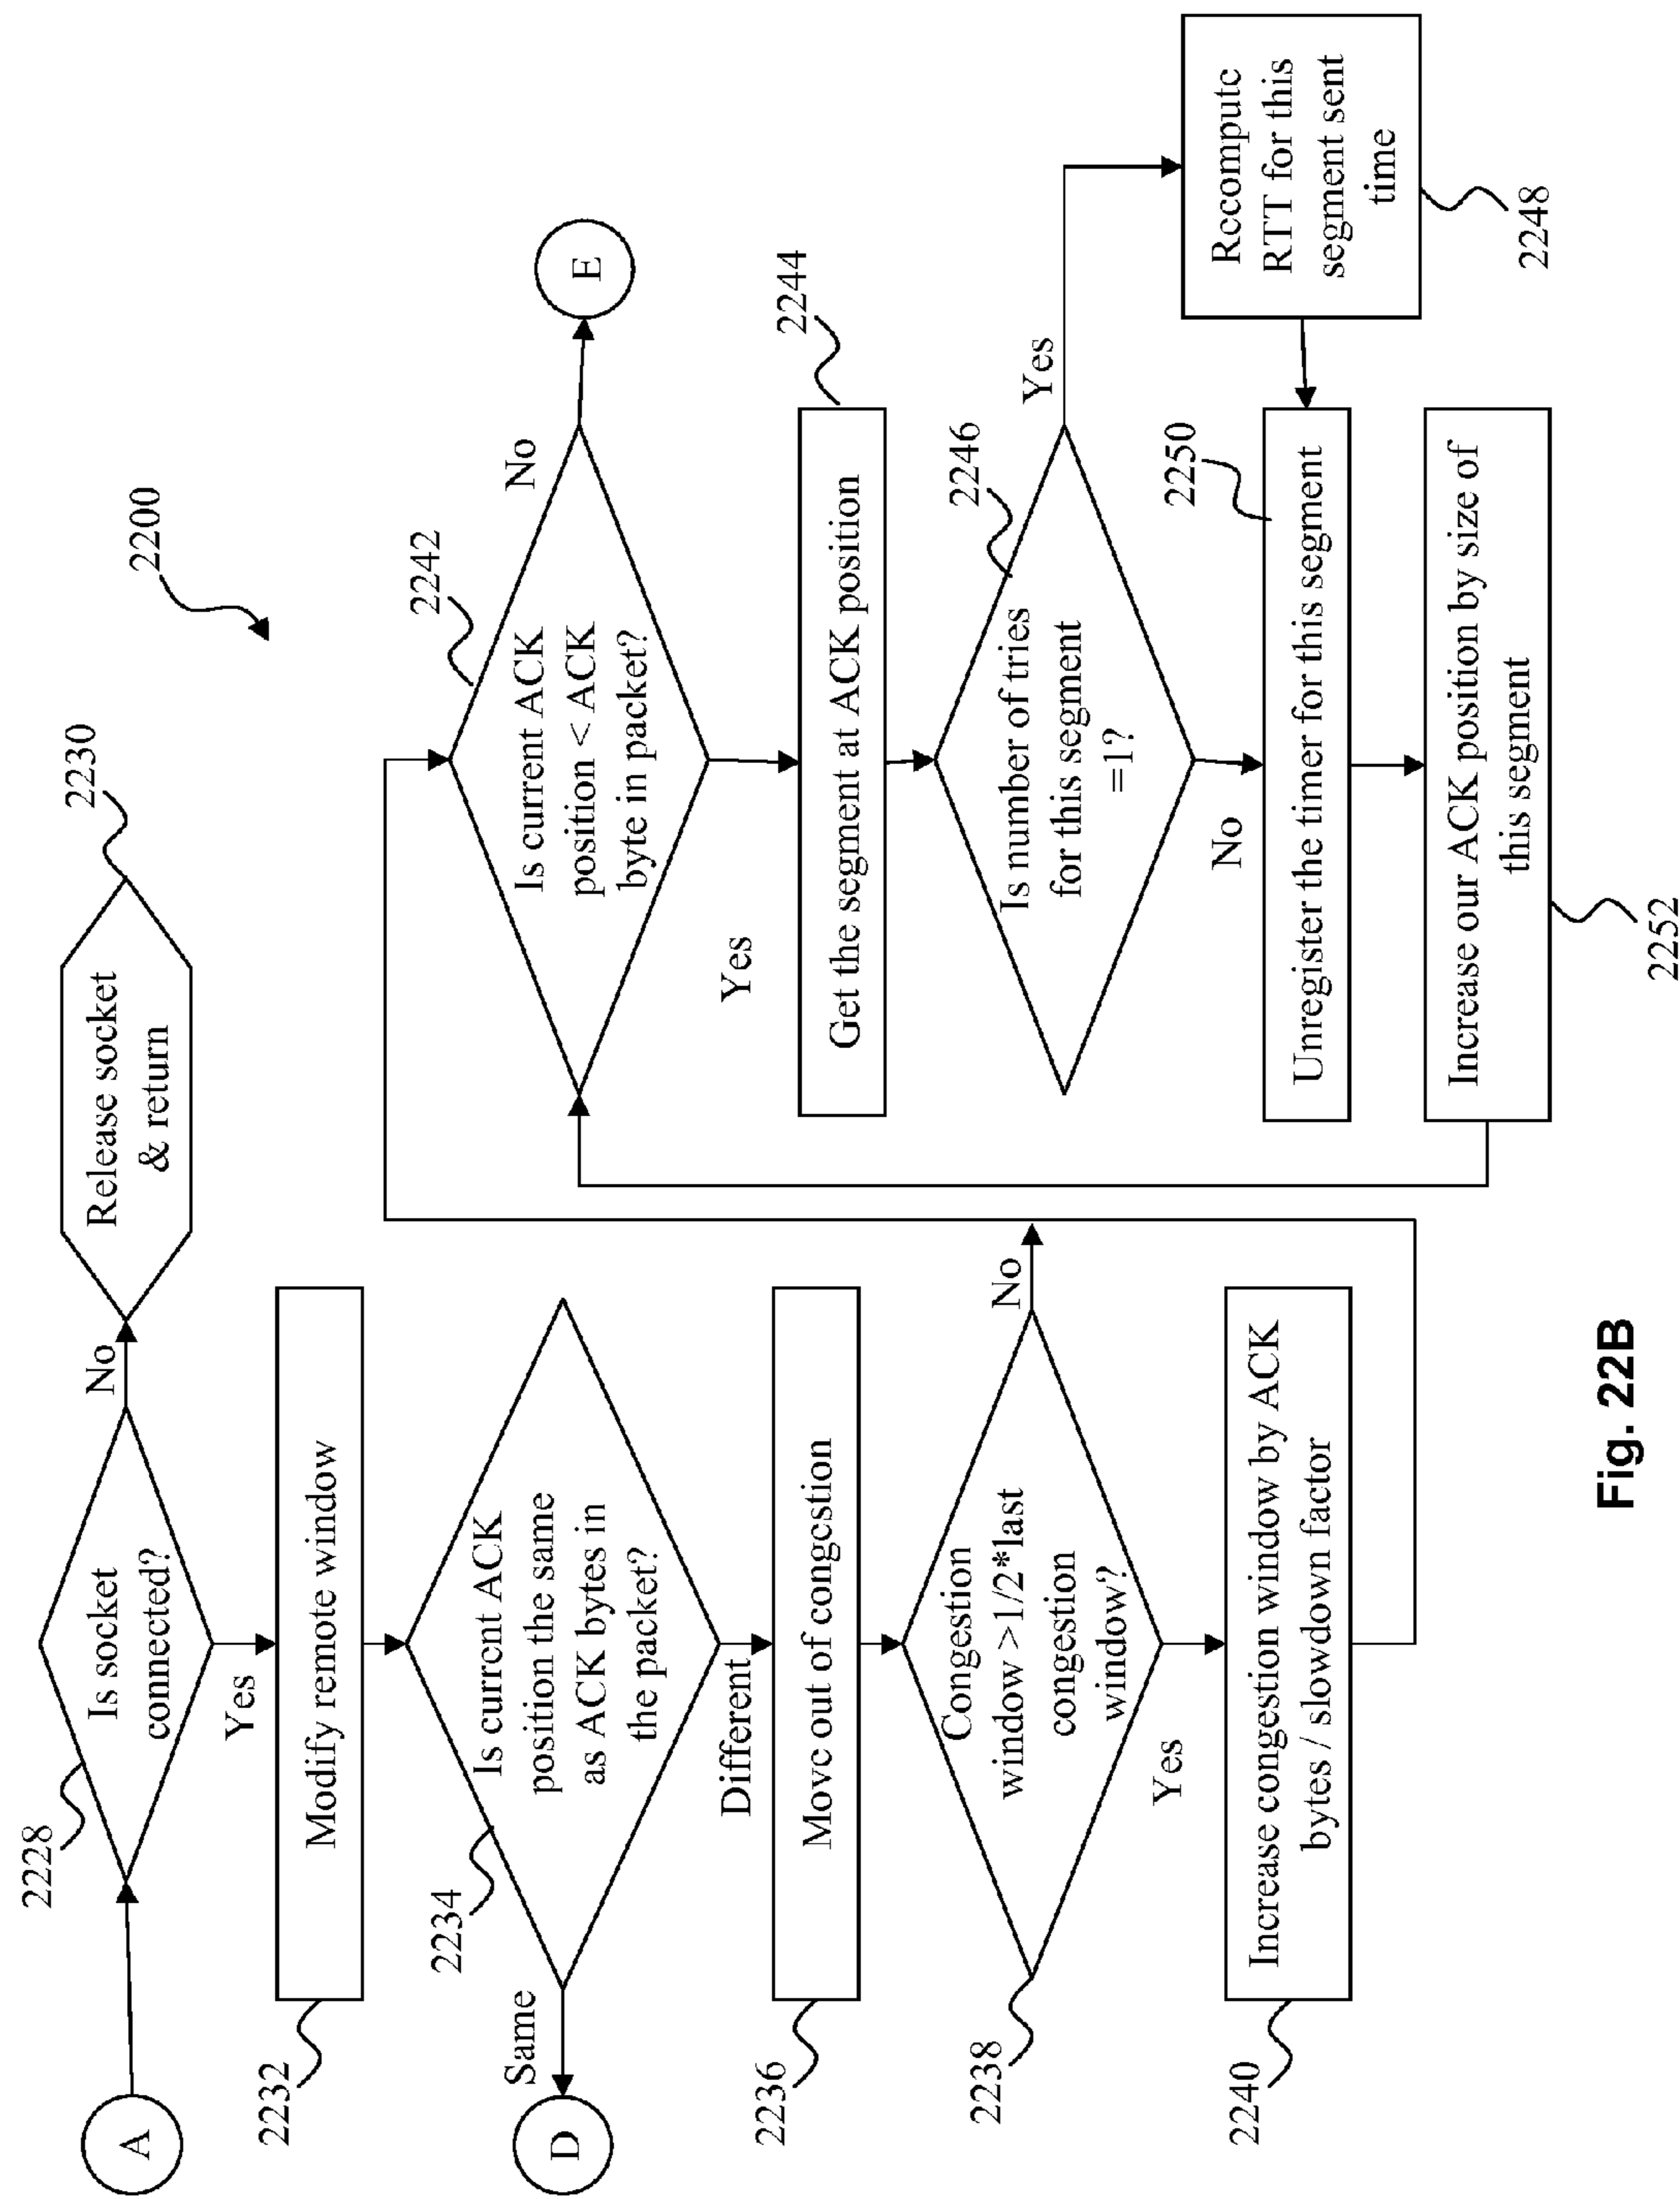 2200
A
2228
Is socket
connected?
No
Release socket
& return
2230
Yes
2232
Modify remote window
2234
Is current ACK
position the same
as ACK bytes in
the packet?
Same
D
Different
2236
Move out of congestion
2238
Congestion
window >1/2*last
congestion
window?
No
Yes
2240
Increase congestion window by ACK
bytes / slowdown factor
2242
Is current ACK
position < ACK
byte in packet?
No
E
Yes
2244
Get the segment at ACK position
2246
Is number of tries
for this segment
=1?
Yes
Recompute
RTT for this
segment sent
time
2248
No
2250
Unregister the timer for this segment
Increase our ACK position by size of
this segment
2252
Fig. 22B